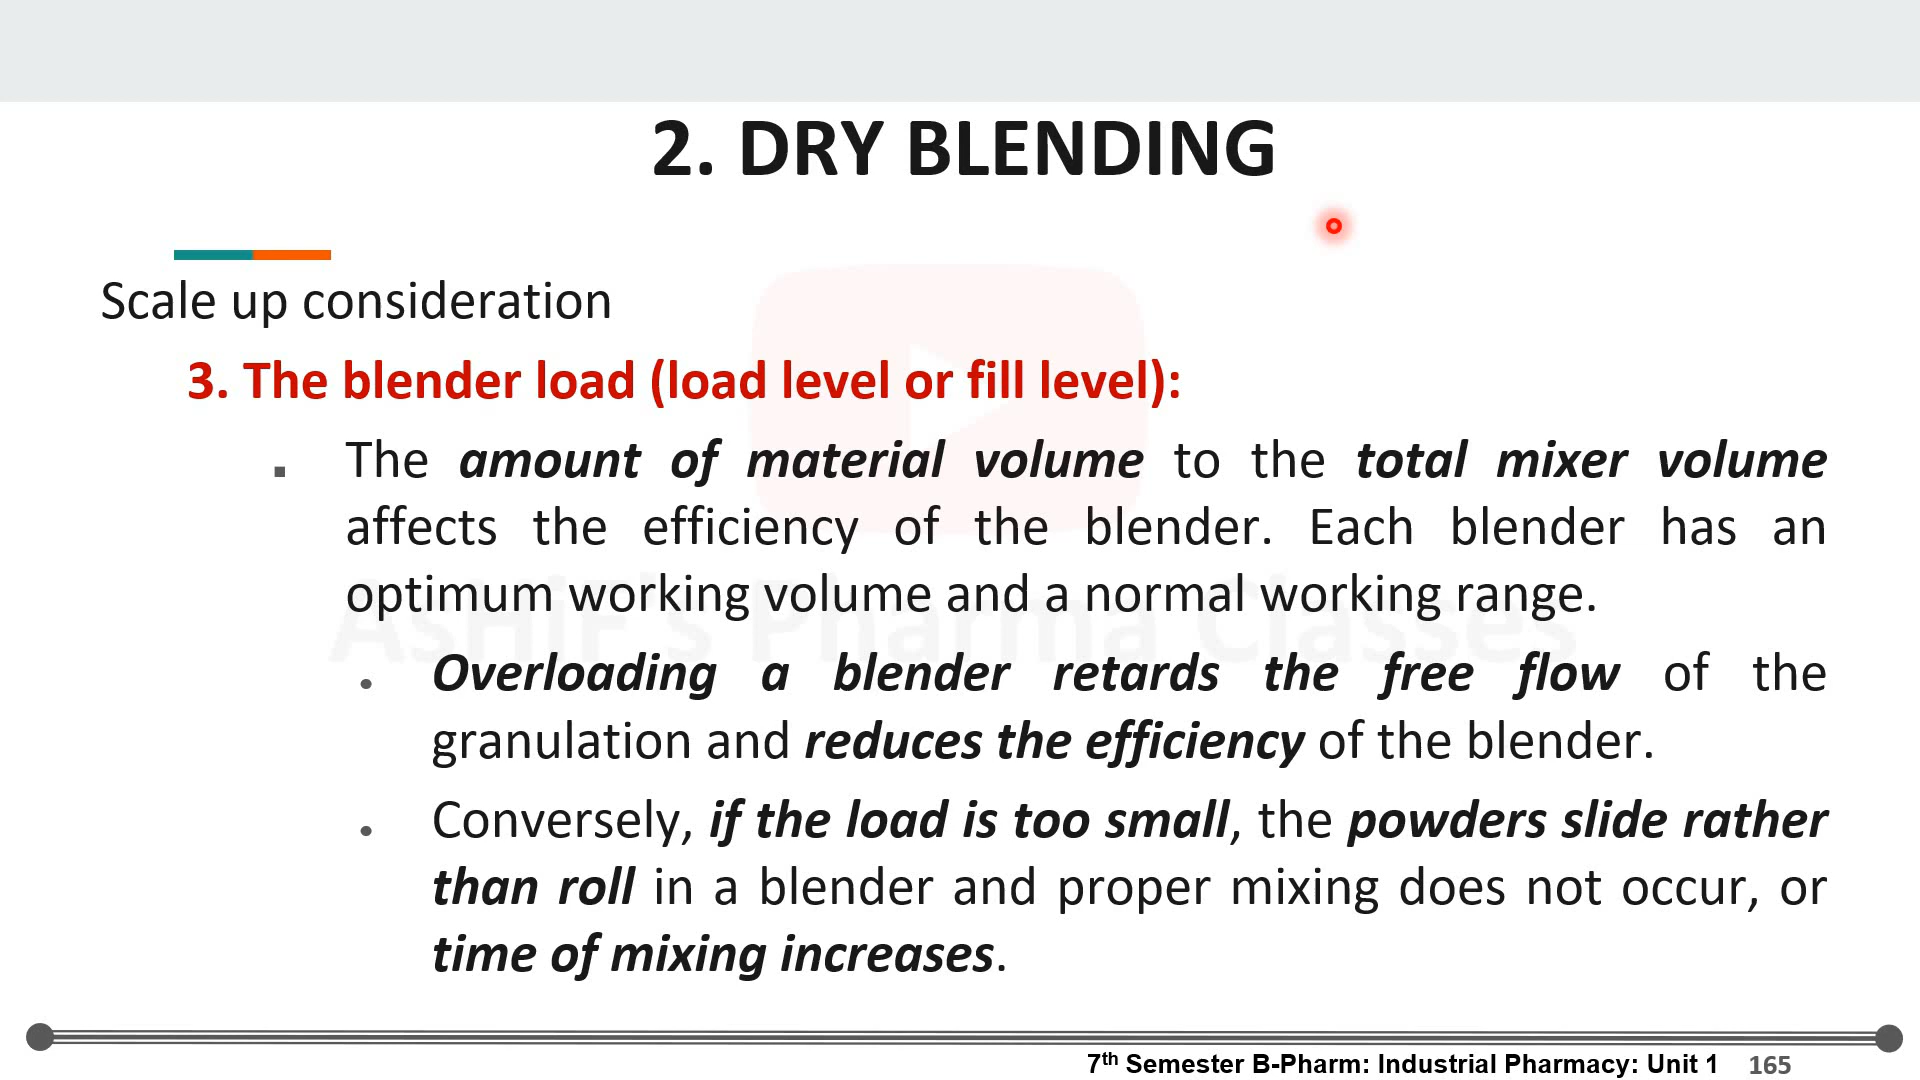 2. DRY BLENDING
Scale up consideration
3. The blender load (load level or fill level):
▪ The amount of material volume to the total mixer volume
affects the efficiency of the blender. Each blender has an
optimum working volume and a normal working range.
• Overloading a blender retards the free flow of the
granulation and reduces the efficiency of the blender.
• Conversely, if the load is too small, the powders slide rather
than roll in a blender and proper mixing does not occur, or
time of mixing increases.
AsHiF's Pharma Classes
7th Semester B-Pharm: Industrial Pharmacy: Unit 1 165